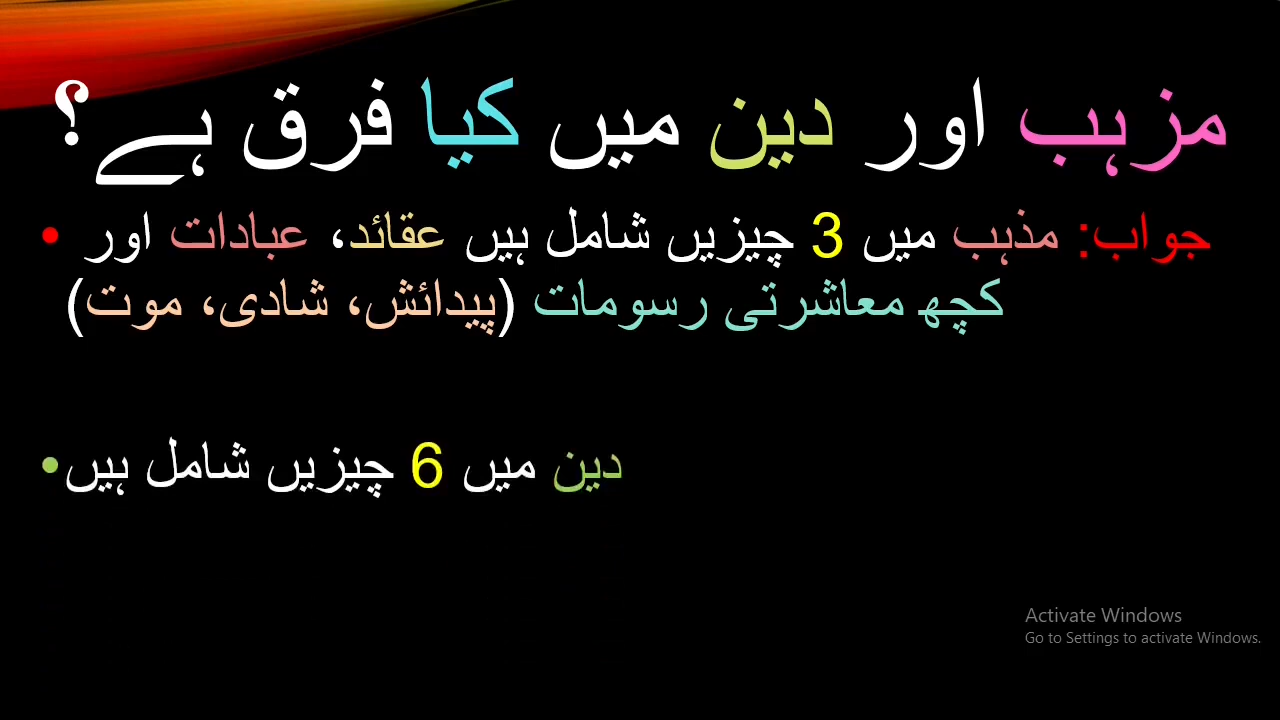 مزہب اور دین میں کیا فرق ہے؟
• جواب: مذہب میں 3 چیزیں شامل ہیں عقائد، عبادات اور
کچھ معاشرتی رسومات (پیدائش، شادی، موت)
• دین میں 6 چیزیں شامل ہیں
Activate Windows
Go to Settings to activate Windows.